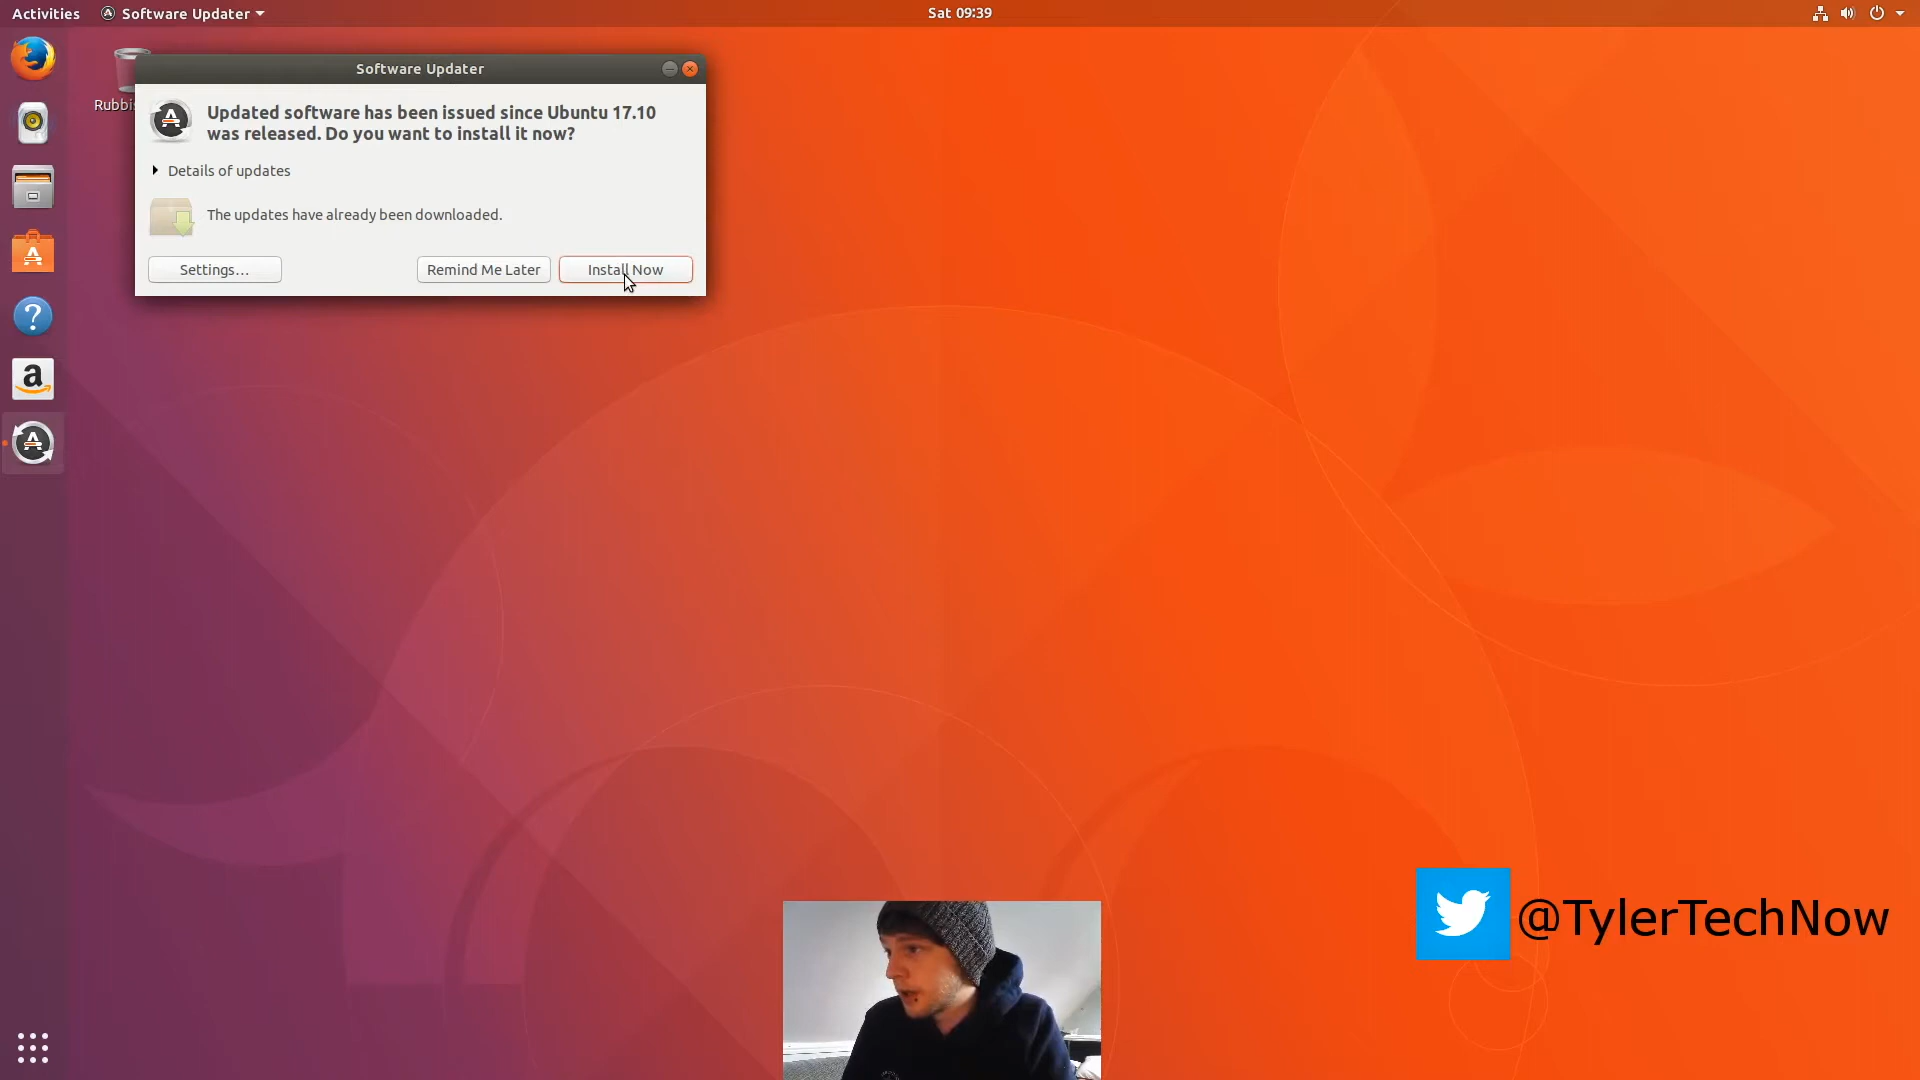 Activities
Software Updater
Sat 09:39
Software Updater
Updated software has been issued since Ubuntu 17.10
was released. Do you want to install it now?
Details of updates
The updates have already been downloaded.
Settings...
Remind Me Later
Install Now
@TylerTechNow